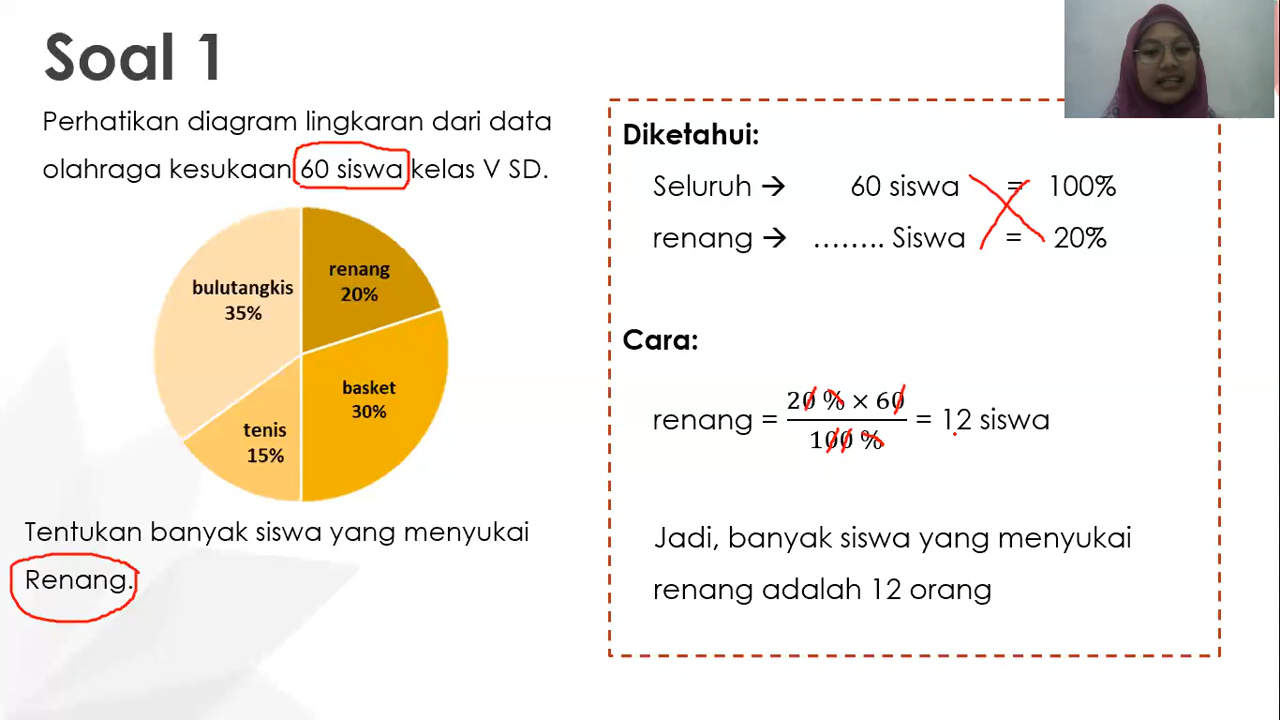 Soal 1
Perhatikan diagram lingkaran dari data
olahraga kesukaan 60 siswa kelas V SD.
bulutangkis
35%
renang
20%
basket
30%
tenis
15%
Tentukan banyak siswa yang menyukai
Renang.
Diketahui:
Seluruh → 60 siswa = 100%
renang → ........ Siswa = 20%
Cara:
renang = 20 % × 60 / 100 % = 12 siswa
Jadi, banyak siswa yang menyukai
renang adalah 12 orang